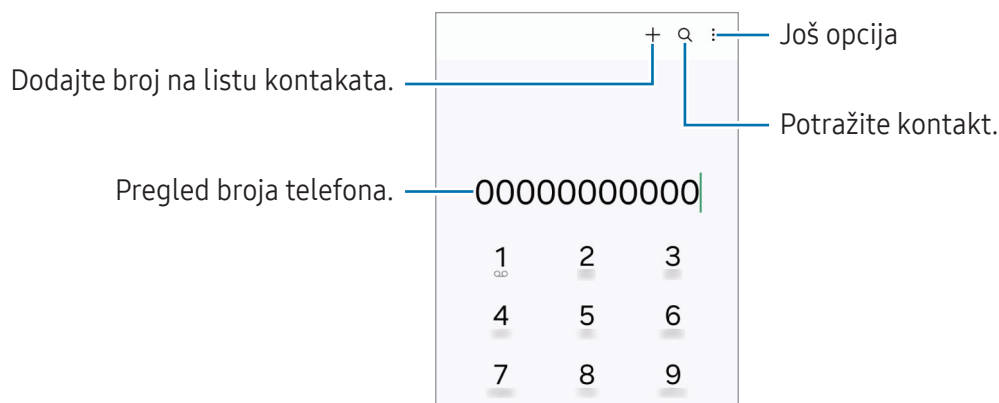 Još opcija
Dodajte broj na listu kontakata.
Potražite kontakt.
Pregled broja telefona.
00000000000
1 2 3
4 5 6
7 8 9